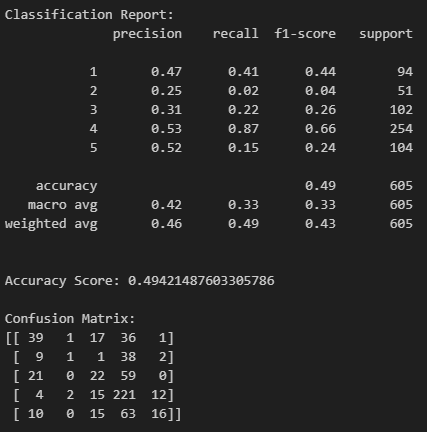 Classification Report:
precision recall f1-score support
1 0.47 0.41 0.44 94
2 0.25 0.02 0.04 51
3 0.31 0.22 0.26 102
4 0.53 0.87 0.66 254
5 0.52 0.15 0.24 104
accuracy 0.49 605
macro avg 0.42 0.33 0.33 605
weighted avg 0.46 0.49 0.43 605
Accuracy Score: 0.49421487603305786
Confusion Matrix:
[[ 39 1 17 36 1]
[ 9 1 1 38 2]
[ 21 0 22 59 0]
[ 4 2 15 221 12]
[ 10 0 15 63 16]]